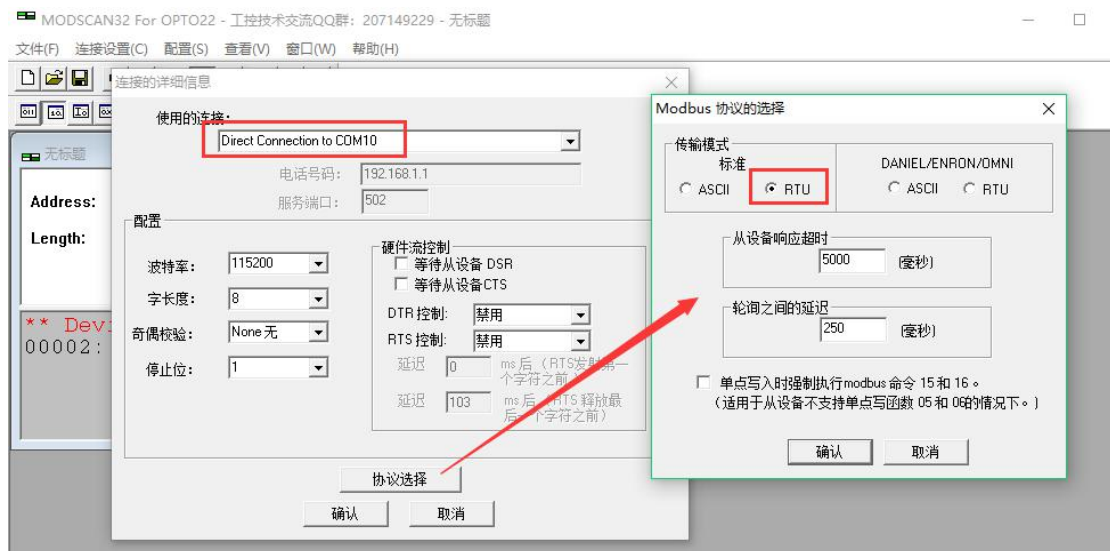 MODSCAN32 For OPTO22 - 工控技术交流QQ群：207149229 - 无标题
文件(F) 连接设置(C) 配置(S) 查看(V) 窗口(W) 帮助(H)
连接的详细信息
使用的连接：
Direct Connection to COM10
电话号码： 192.168.1.1
服务端口： 502
配置
波特率： 115200
字长度： 8
奇偶校验： None 无
停止位： 1
硬件流控制
等待从设备 DSR
等待从设备CTS
DTR 控制: 禁用
RTS 控制: 禁用
延迟 0 ms 后（RTS发射第一
个字符之前
延迟 103 ms 后（RTS 释放最
后一个字符之前）
协议选择
确认 取消
无标题
Address:
Length:
** Devi
00002:
Modbus 协议的选择
传输模式
标准 DANIEL/ENRON/OMNI
ASCII RTU ASCII RTU
从设备响应超时
5000 (毫秒)
轮询之间的延迟
250 (毫秒)
单点写入时强制执行modbus 命令 15 和 16。
（适用于从设备不支持单点写函数 05 和 06的情况下。)
确认 取消